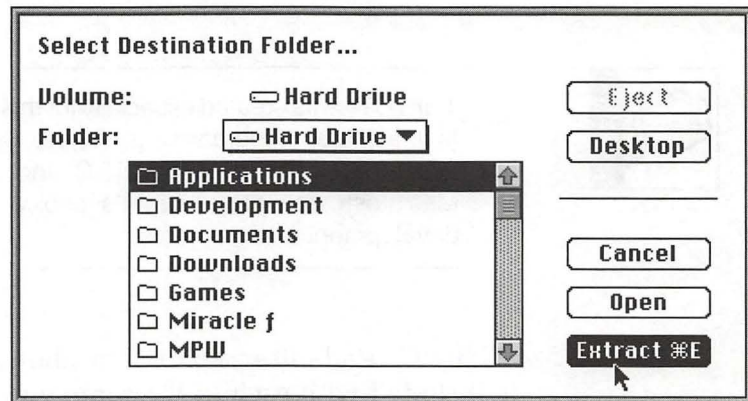 Select Destination Folder...
Volume: Hard Drive
Folder: Hard Drive
Applications
Development
Documents
Downloads
Games
Miracle ƒ
MPW
Eject
Desktop
Cancel
Open
Extract ⌘E